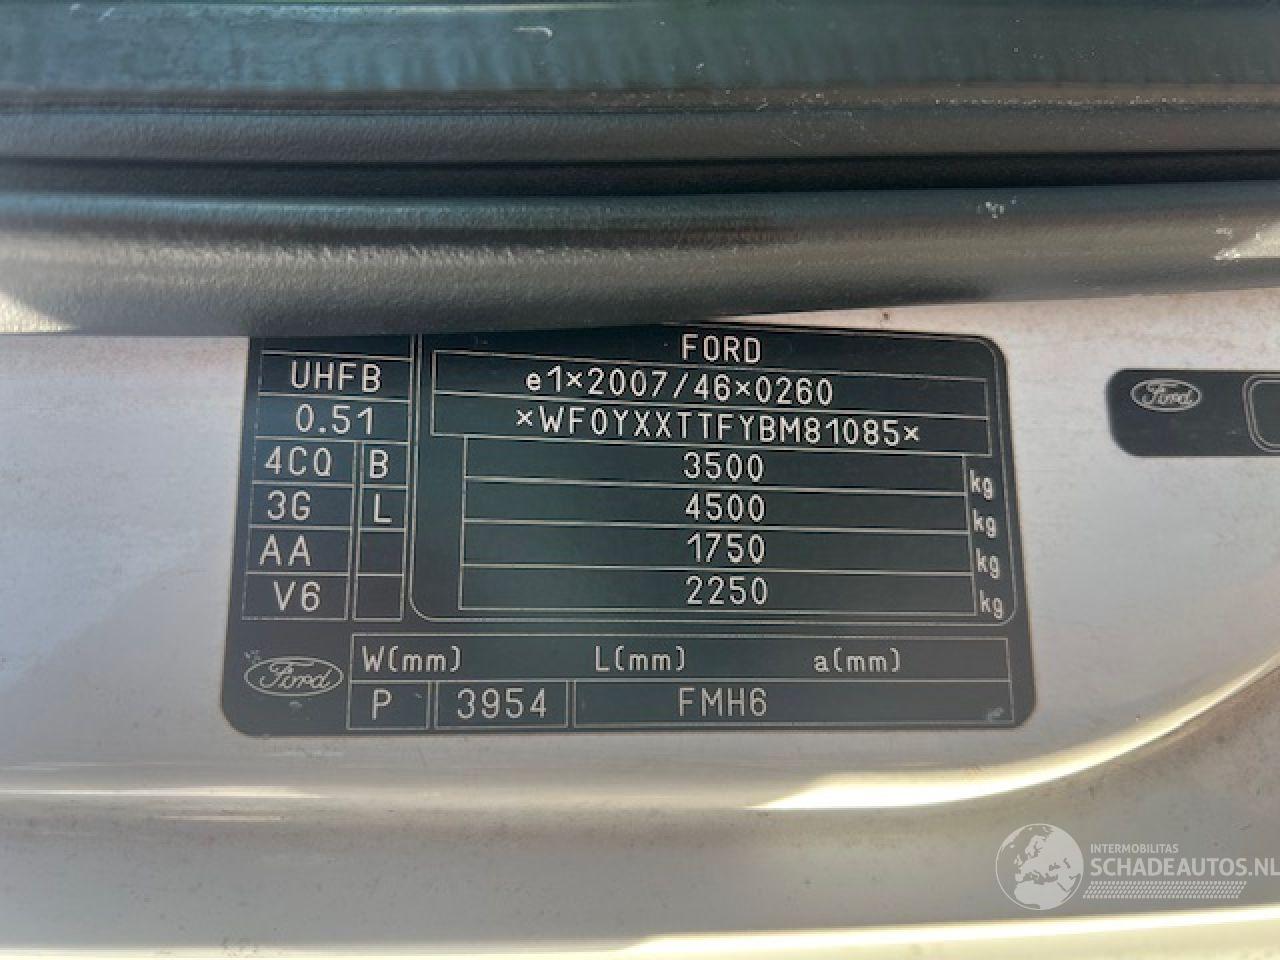 FORD
UHFB
e1×2007/46×0260
0.51
×WF0YXXTTFYBM81085×
4CQ B
3500 kg
3G L
4500 kg
AA
1750 kg
V6
2250 kg
Ford
W(mm) L(mm) a(mm)
P 3954 FMH6
Ford
INTERMOBILITAS
SCHADEAUTOS.NL